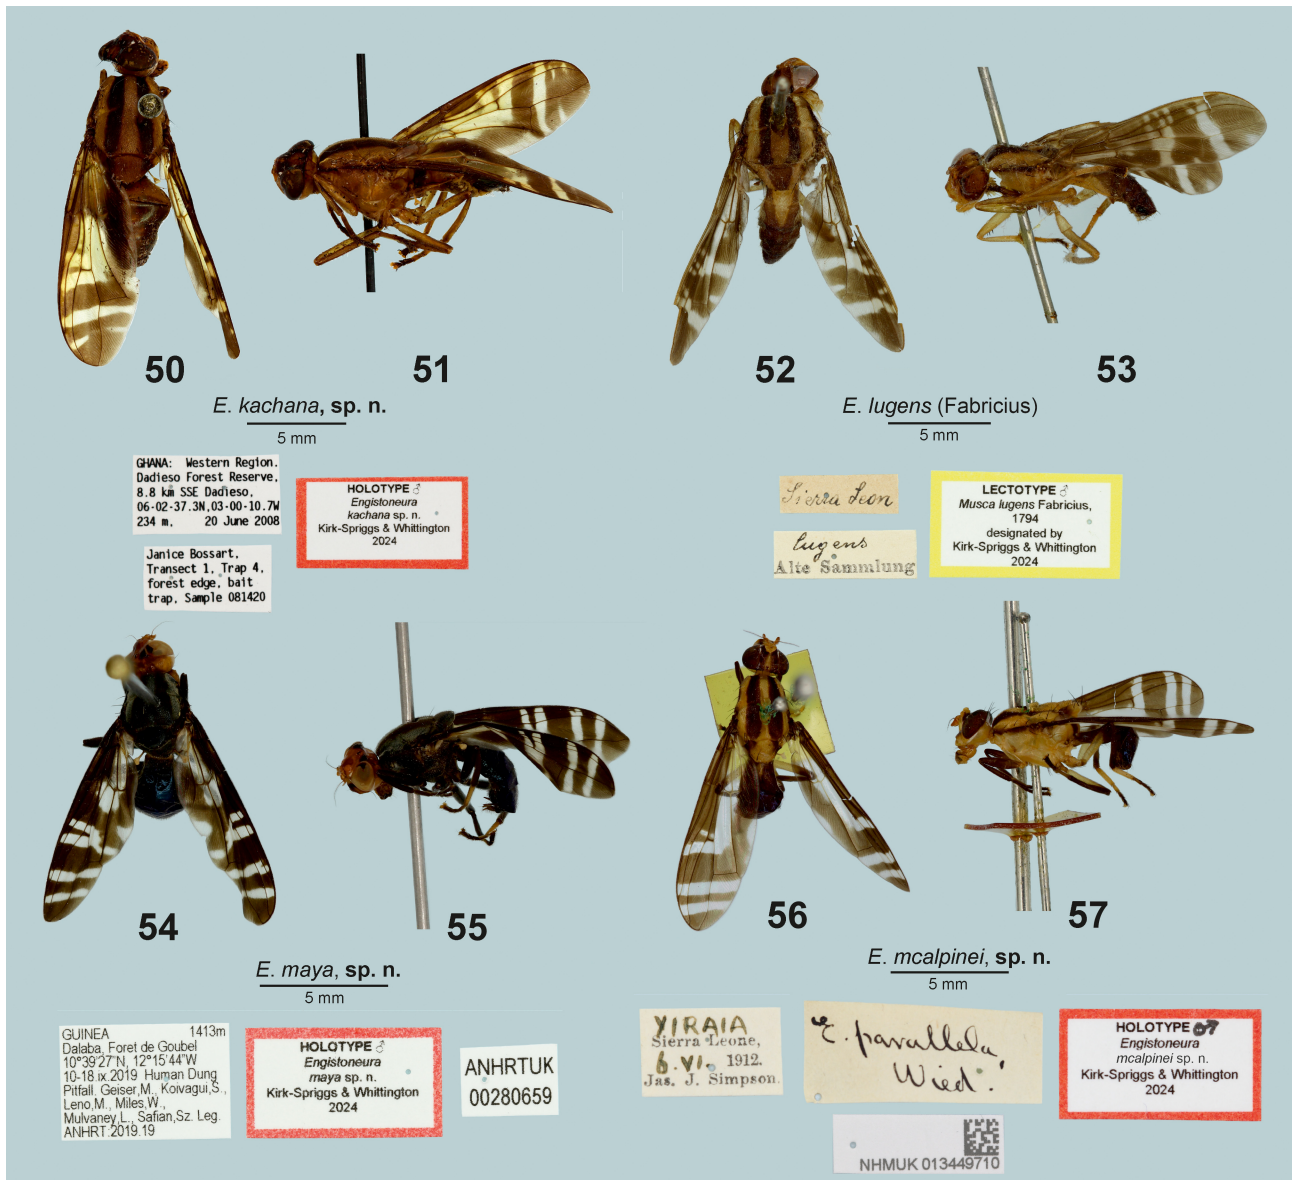 50
51
52
53
E. kachana, sp. n.
5 mm
E. lugens (Fabricius)
5 mm
GHANA: Western Region.
Dadieso Forest Reserve,
8.8 km SSE Dadieso,
06-02-37.3N,03-00-10.7W
234 m, 20 June 2008
Janice Bossart,
Transect 1, Trap 4,
forest edge, bait
trap, Sample 081420
HOLOTYPE ♂
Engistoneura
kachana sp. n.
Kirk-Spriggs & Whittington
2024
Sierra Leon
lugens
Alte Sammlung
LECTOTYPE ♂
Musca lugens Fabricius,
1794
designated by
Kirk-Spriggs & Whittington
2024
54
55
56
57
E. maya, sp. n.
5 mm
E. mcalpinei, sp. n.
5 mm
GUINEA 1413m
Dalaba, Foret de Goubel
10°39'27"N, 12°15'44"W
10-18.ix.2019 Human Dung
Pitfall. Geiser,M., Koivagui,S.,
Leno,M., Miles,W.,
Mulvaney,L., Safian,Sz. Leg.
ANHRT:2019.19
HOLOTYPE ♂
Engistoneura
maya sp. n.
Kirk-Spriggs & Whittington
2024
ANHRTUK
00280659
YIRAIA
Sierra Leone,
6.VI. 1912.
Jas. J. Simpson.
E. parallela,
Wied.
NHMUK 013449710
HOLOTYPE ♂
Engistoneura
mcalpinei sp. n.
Kirk-Spriggs & Whittington
2024